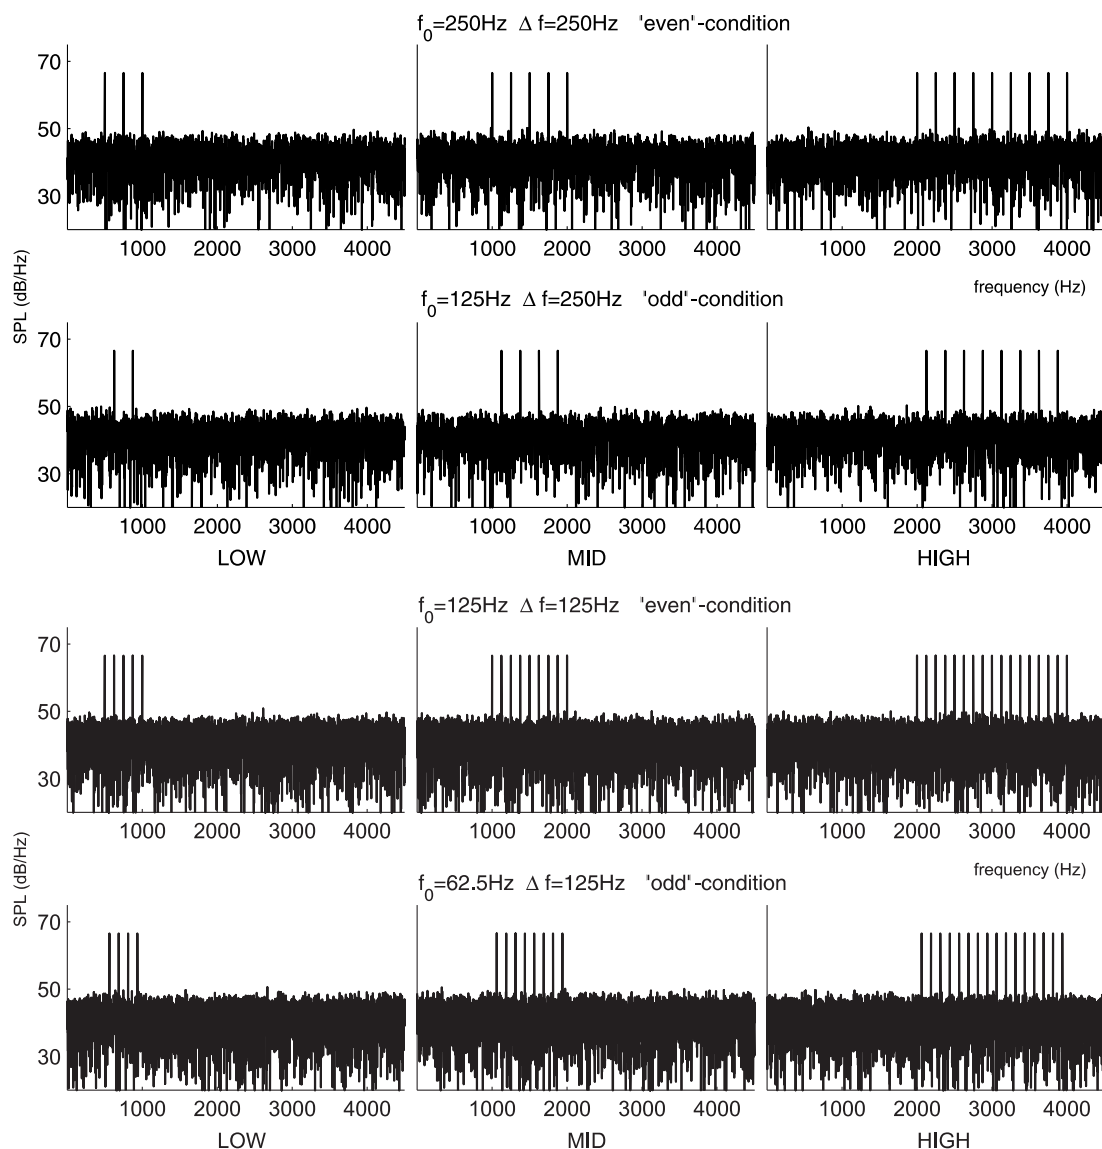 f0=250Hz Δ f=250Hz 'even'-condition
70
50
30
1000 2000 3000 4000
1000 2000 3000 4000
1000 2000 3000 4000
SPL (dB/Hz)
frequency (Hz)
f0=125Hz Δ f=250Hz 'odd'-condition
70
50
30
1000 2000 3000 4000
1000 2000 3000 4000
1000 2000 3000 4000
LOW
MID
HIGH
f0=125Hz Δ f=125Hz 'even'-condition
70
50
30
1000 2000 3000 4000
1000 2000 3000 4000
1000 2000 3000 4000
SPL (dB/Hz)
frequency (Hz)
f0=62.5Hz Δ f=125Hz 'odd'-condition
70
50
30
1000 2000 3000 4000
1000 2000 3000 4000
1000 2000 3000 4000
LOW
MID
HIGH